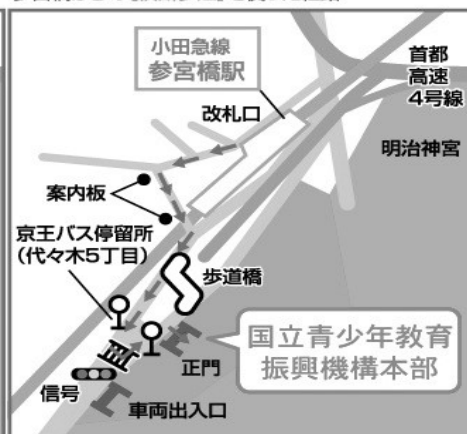 小田急線
参宮橋駅
改札口
首都
高速
4号線
明治神宮
案内板
京王バス停留所
(代々木5丁目)
歩道橋
国立青少年教育
振興機構本部
正門
信号
車両出入口